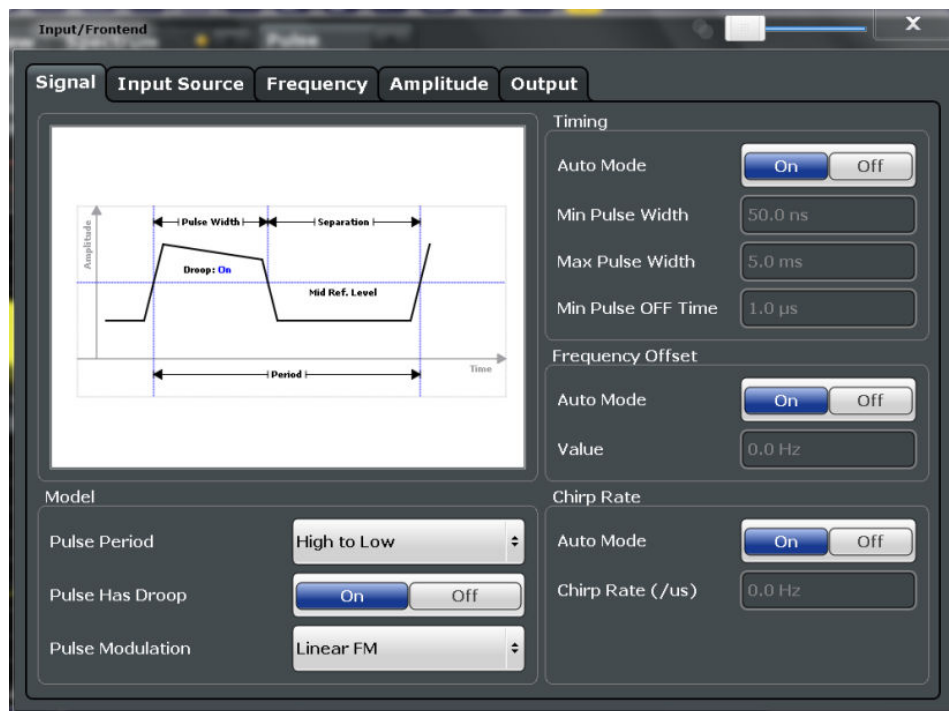 Input/Frontend
Spectrum
Pulse
X
Signal
Input Source
Frequency
Amplitude
Output
Amplitude
Pulse Width
Separation
Droop: On
Mid Ref. Level
Period
Time
Model
Pulse Period
High to Low
Pulse Has Droop
On Off
Pulse Modulation
Linear FM
Timing
Auto Mode
On Off
Min Pulse Width
50.0 ns
Max Pulse Width
5.0 ms
Min Pulse OFF Time
1.0 µs
Frequency Offset
Auto Mode
On Off
Value
0.0 Hz
Chirp Rate
Auto Mode
On Off
Chirp Rate (/us)
0.0 Hz